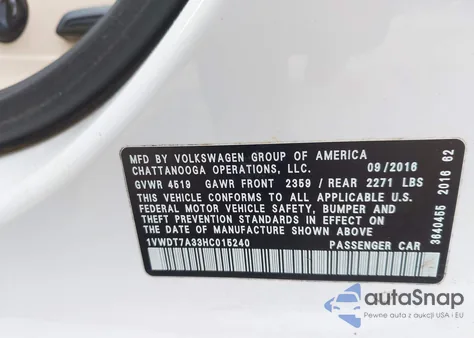 MFD BY VOLKSWAGEN GROUP OF AMERICA
CHATTANOOGA OPERATIONS, LLC. 09/2016
GVWR 4519 GAWR FRONT 2359 / REAR 2271 LBS
THIS VEHICLE CONFORMS TO ALL APPLICABLE U.S.
FEDERAL MOTOR VEHICLE SAFETY, BUMPER AND
THEFT PREVENTION STANDARDS IN EFFECT ON
THE DATE OF MANUFACTURE SHOWN ABOVE
1VWDT7A33HC015240 PASSENGER CAR
3640455 2016 62
autoSnap
Pewne auta z aukcji USA i EU